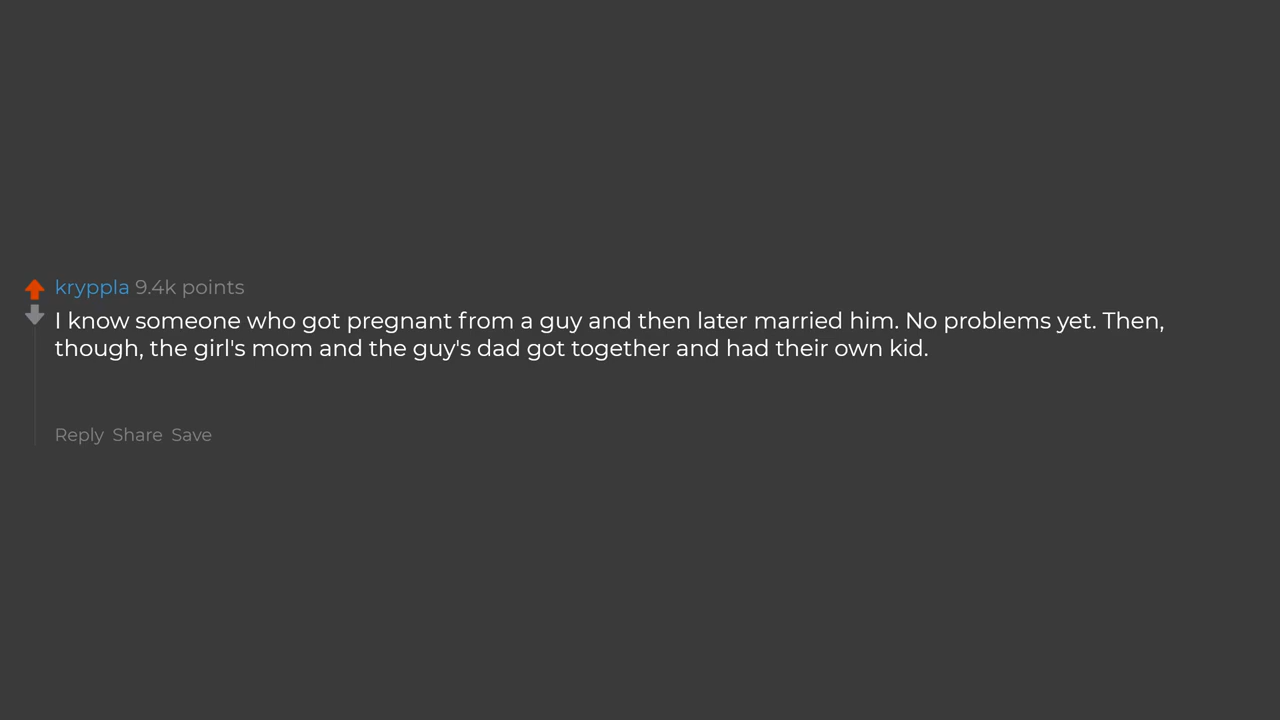 kryppla 9.4k points
I know someone who got pregnant from a guy and then later married him. No problems yet. Then,
though, the girl's mom and the guy's dad got together and had their own kid.
Reply Share Save